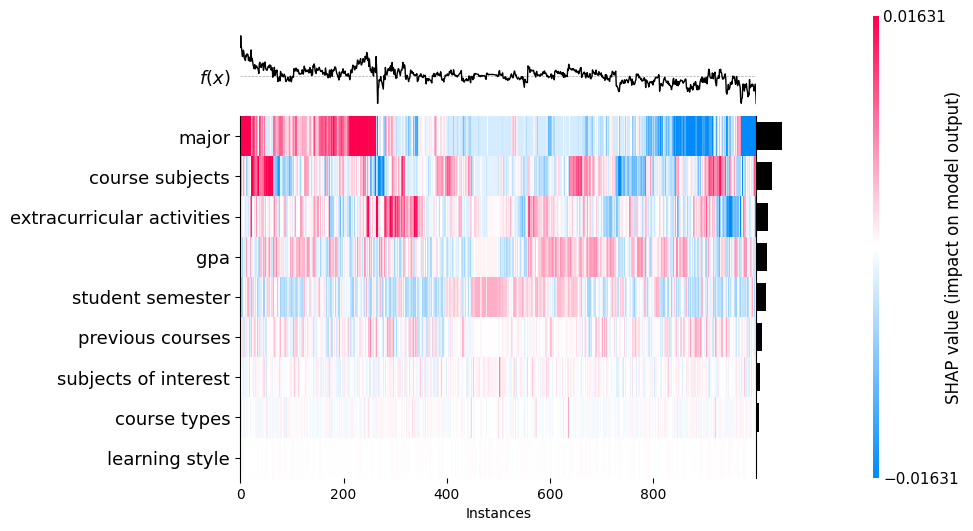 0.01631
f(x)
major
course subjects
extracurricular activities
gpa
student semester
previous courses
subjects of interest
course types
learning style
0 200 400 600 800
Instances
SHAP value (impact on model output)
−0.01631